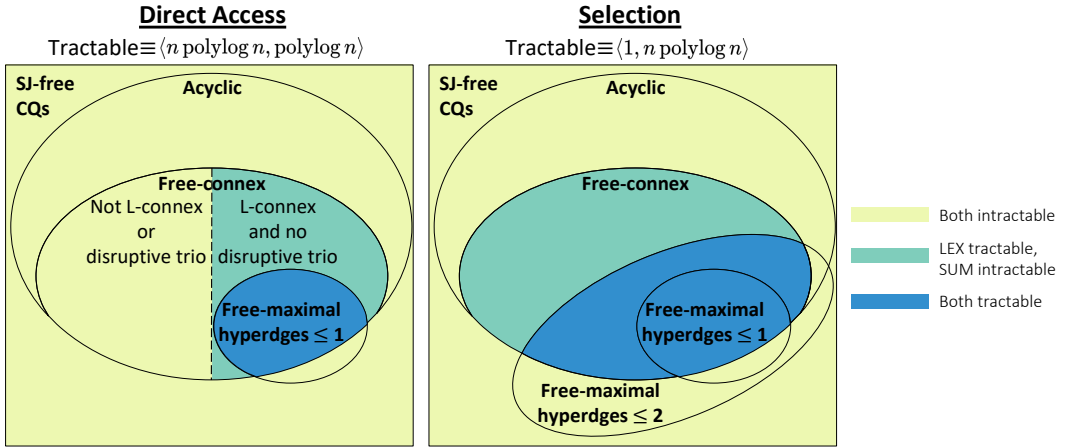 Direct Access
Tractable≡⟨n polylog n, polylog n⟩
SJ-free
CQs
Acyclic
Free-connex
Not L-connex
or
disruptive trio
L-connex
and no
disruptive trio
Free-maximal
hyperdges ≤ 1
Selection
Tractable≡⟨1, n polylog n⟩
SJ-free
CQs
Acyclic
Free-connex
Free-maximal
hyperdges ≤ 1
Free-maximal
hyperdges ≤ 2
Both intractable
LEX tractable,
SUM intractable
Both tractable